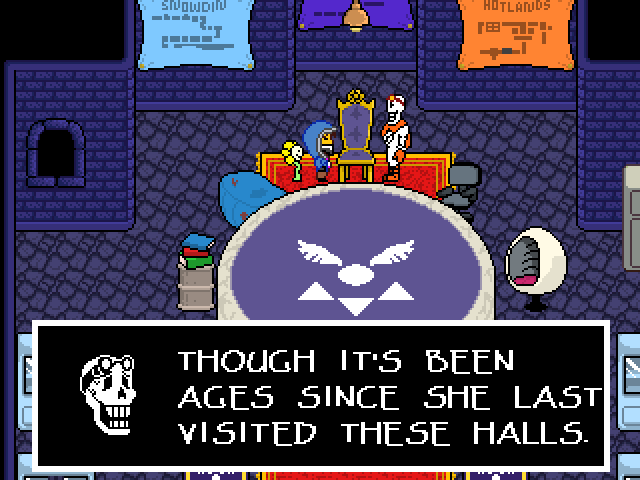 SNOWDIN
HOTLANDS
THOUGH IT'S BEEN
AGES SINCE SHE LAST
VISITED THESE HALLS.